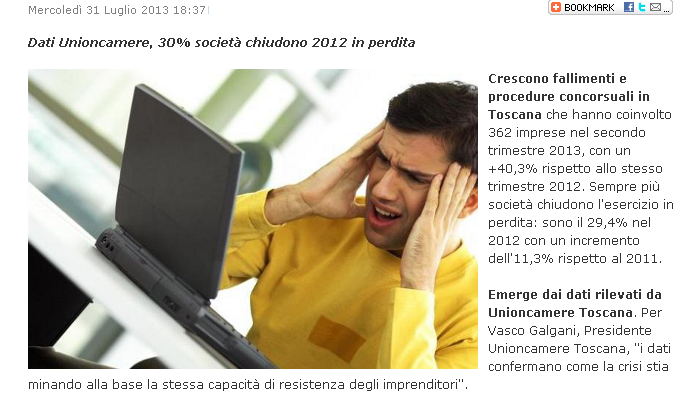 Mercoledì 31 Luglio 2013 18:37
BOOKMARK
Dati Unioncamere, 30% società chiudono 2012 in perdita
Crescono fallimenti e
procedure concorsuali in
Toscana che hanno coinvolto
362 imprese nel secondo
trimestre 2013, con un
+40,3% rispetto allo stesso
trimestre 2012. Sempre più
società chiudono l'esercizio in
perdita: sono il 29,4% nel
2012 con un incremento
dell'11,3% rispetto al 2011.
Emerge dai dati rilevati da
Unioncamere Toscana. Per
Vasco Galgani, Presidente
Unioncamere Toscana, "i dati
confermano come la crisi stia
minando alla base la stessa capacità di resistenza degli imprenditori".